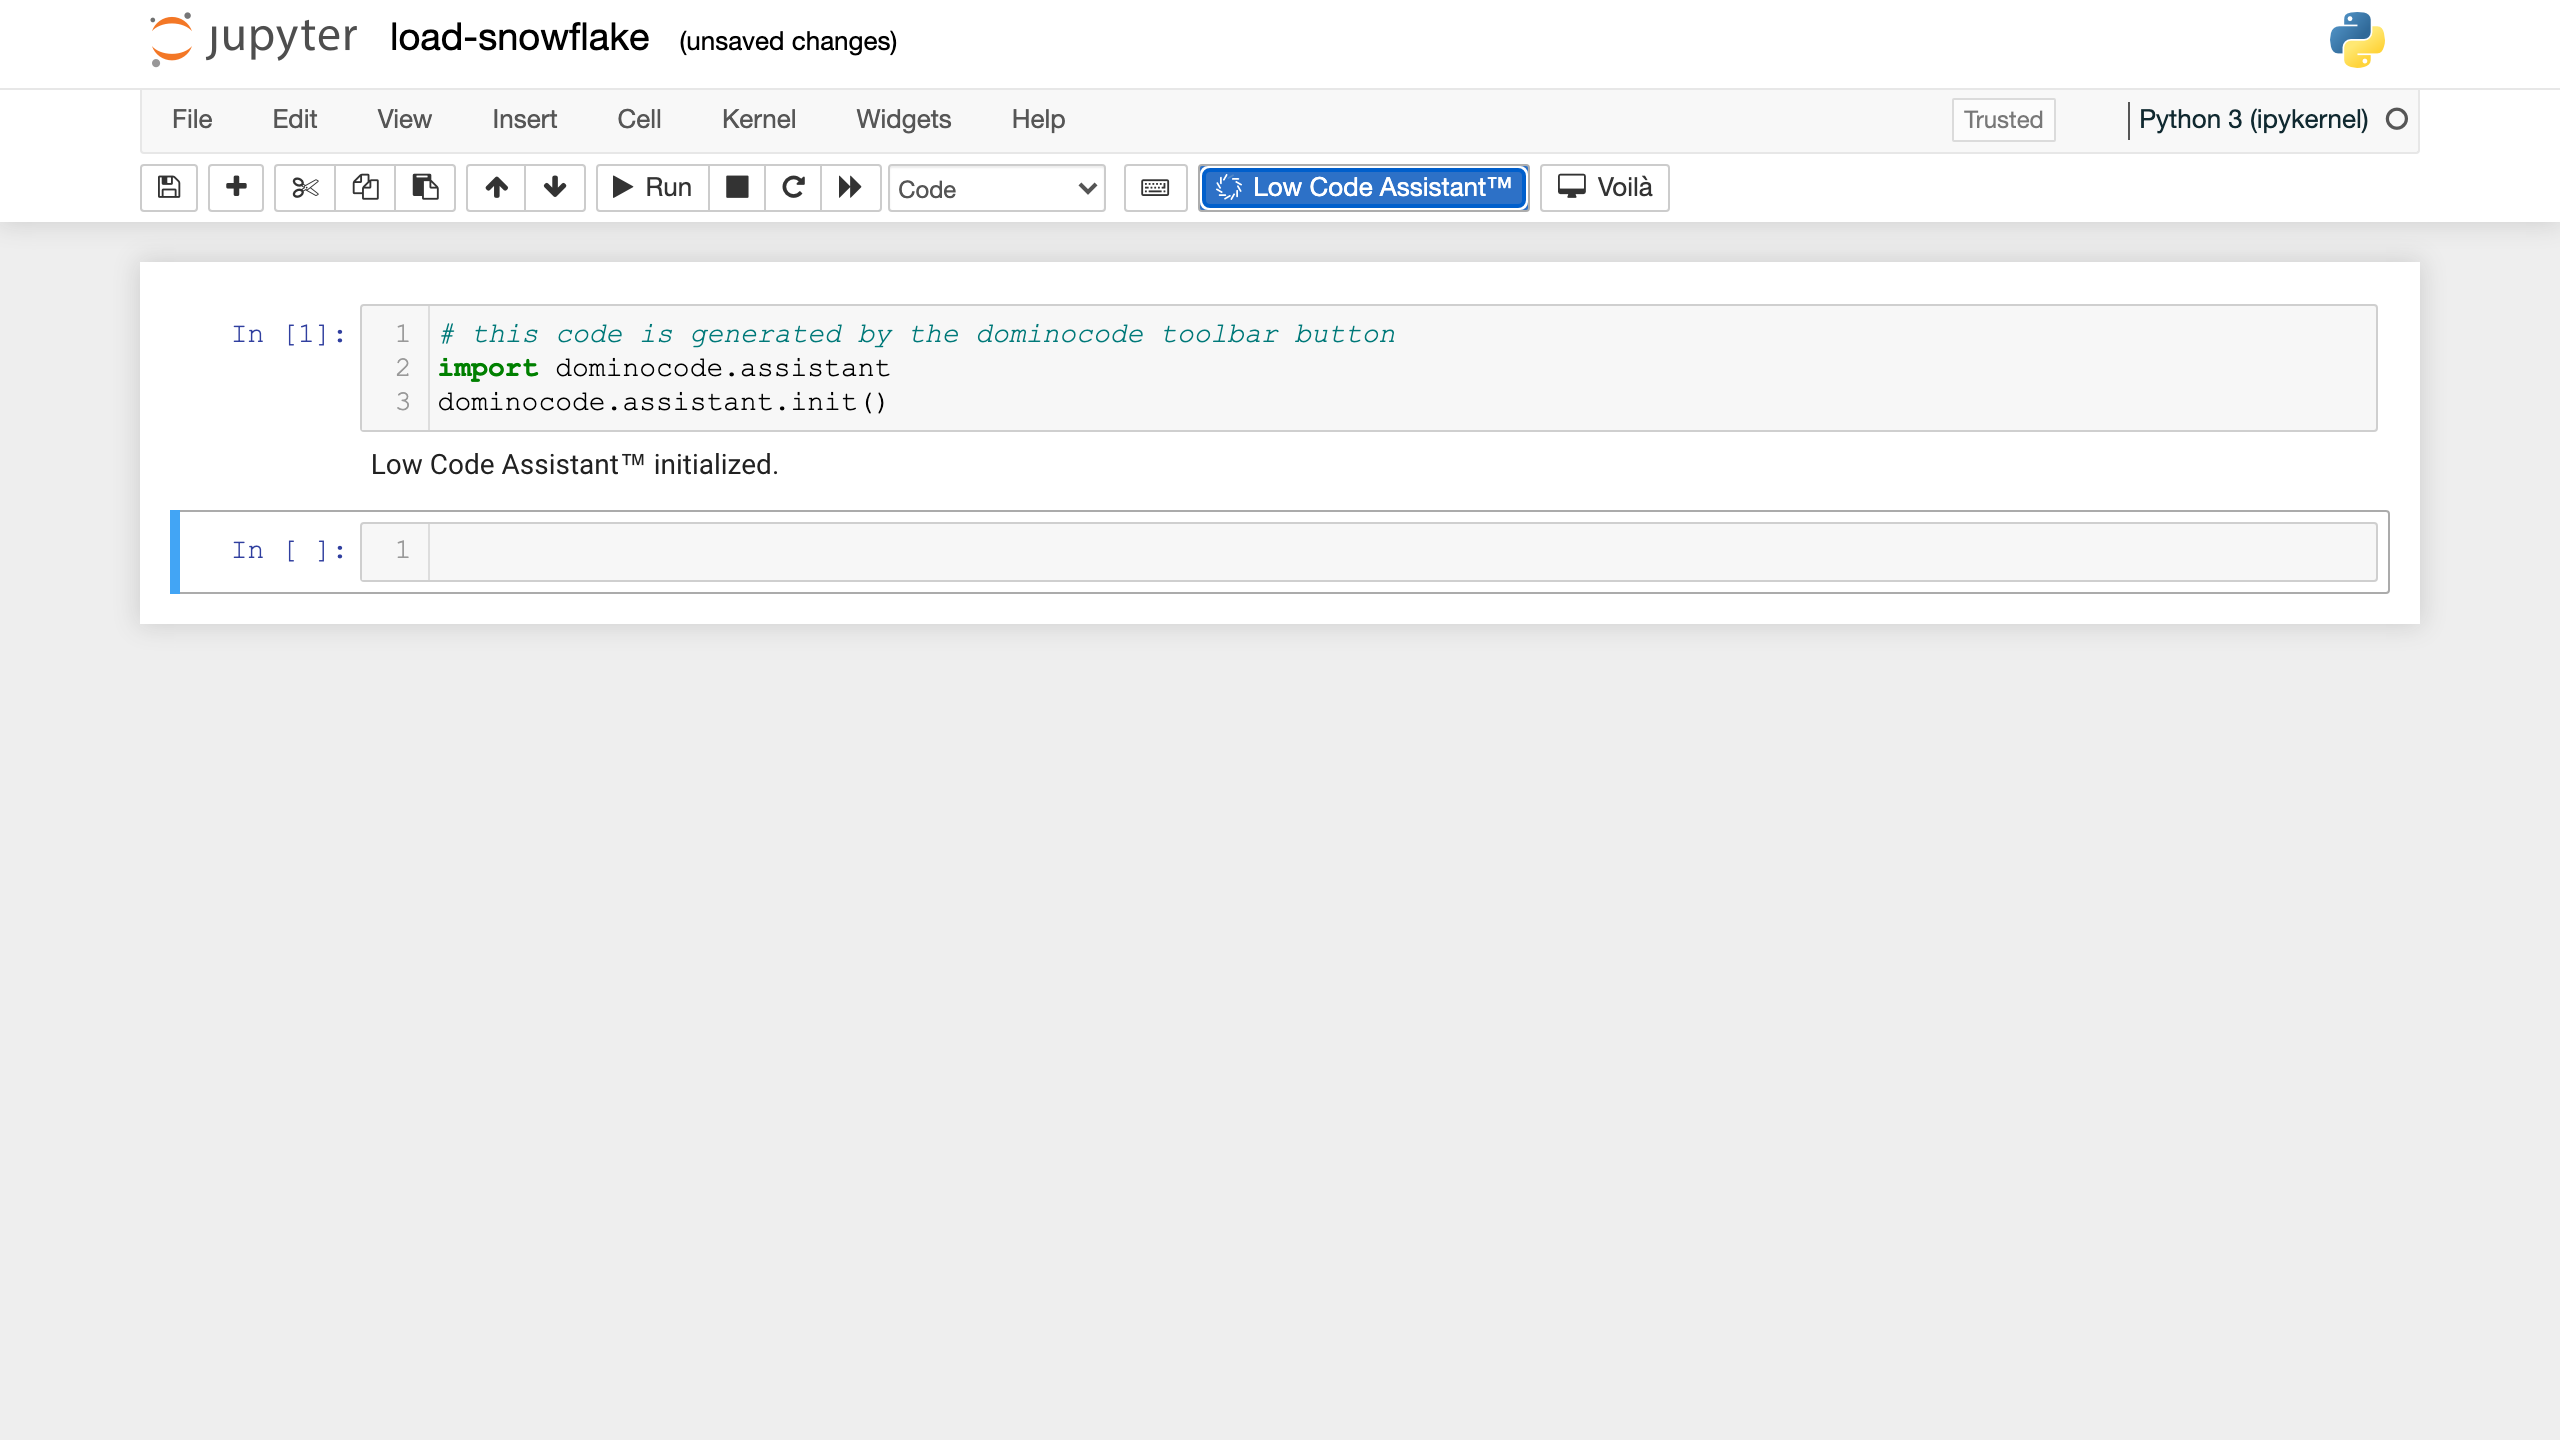 jupyter load-snowflake (unsaved changes)
File Edit View Insert Cell Kernel Widgets Help Trusted Python 3 (ipykernel)
Run Code Low Code Assistant™ Voilà
In [1]: 1 # this code is generated by the dominocode toolbar button
2 import dominocode.assistant
3 dominocode.assistant.init()
Low Code Assistant™ initialized.
In [ ]: 1